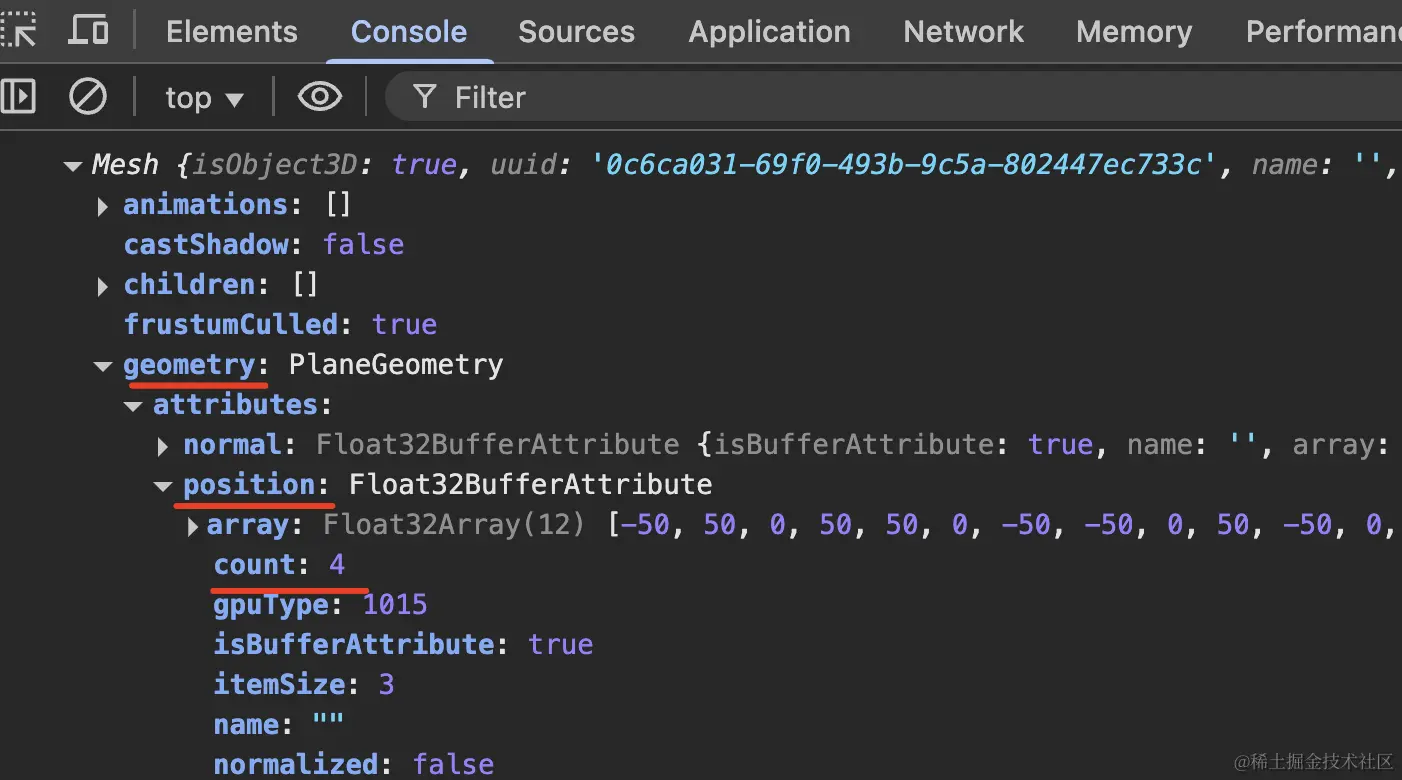 Elements Console Sources Application Network Memory Performanc
top Filter
Mesh {isObject3D: true, uuid: '0c6ca031-69f0-493b-9c5a-802447ec733c', name: '',
animations: []
castShadow: false
children: []
frustumCulled: true
geometry: PlaneGeometry
attributes:
normal: Float32BufferAttribute {isBufferAttribute: true, name: '', array:
position: Float32BufferAttribute
array: Float32Array(12) [-50, 50, 0, 50, 50, 0, -50, -50, 0, 50, -50, 0,
count: 4
gpuType: 1015
isBufferAttribute: true
itemSize: 3
name: ""
normalized: false
@稀土掘金技术社区